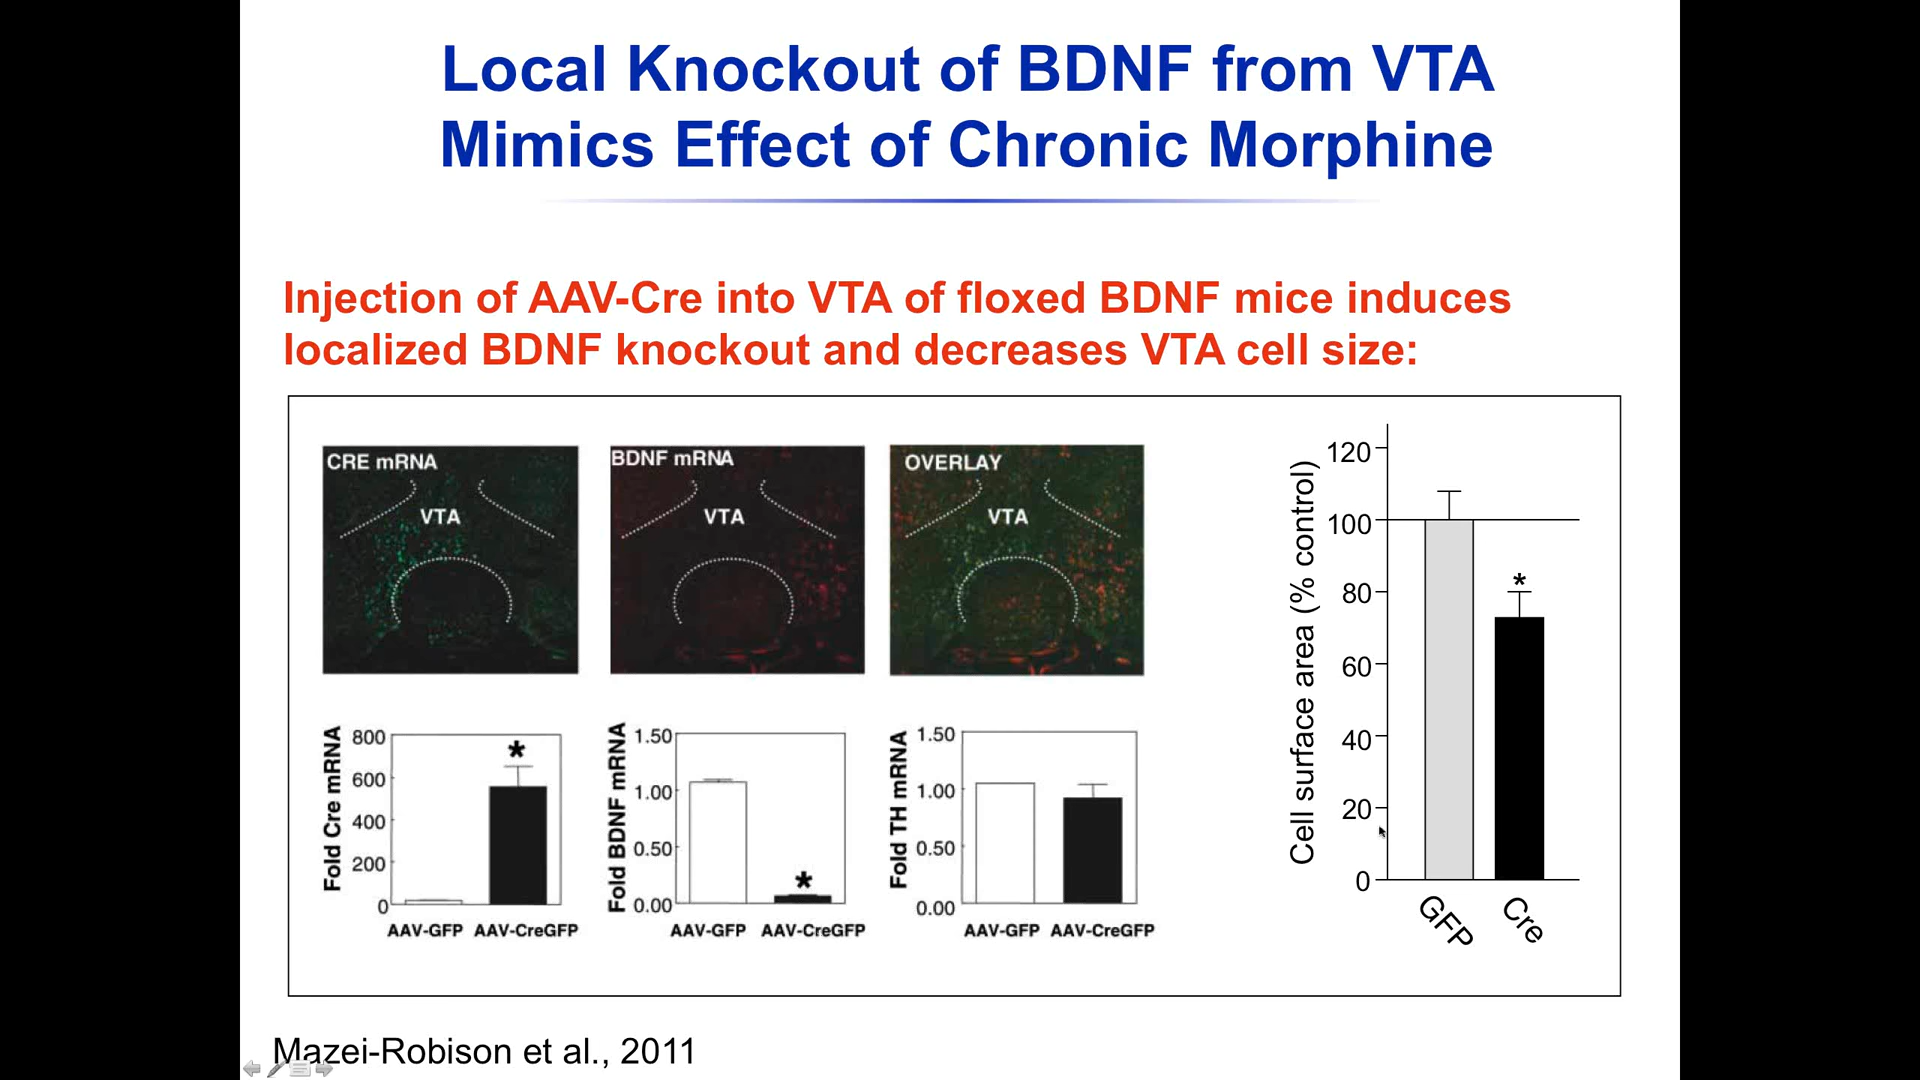 Local Knockout of BDNF from VTA
Mimics Effect of Chronic Morphine
Injection of AAV-Cre into VTA of floxed BDNF mice induces
localized BDNF knockout and decreases VTA cell size:
CRE mRNA
VTA
BDNF mRNA
VTA
OVERLAY
VTA
Fold Cre mRNA
800
600
400
200
0
*
AAV-GFP AAV-CreGFP
Fold BDNF mRNA
1.50
1.00
0.50
0.00
*
AAV-GFP AAV-CreGFP
Fold TH mRNA
1.50
1.00
0.50
0.00
AAV-GFP AAV-CreGFP
Cell surface area (% control)
120
100
80
60
40
20
0
*
GFP
Cre
Mazei-Robison et al., 2011